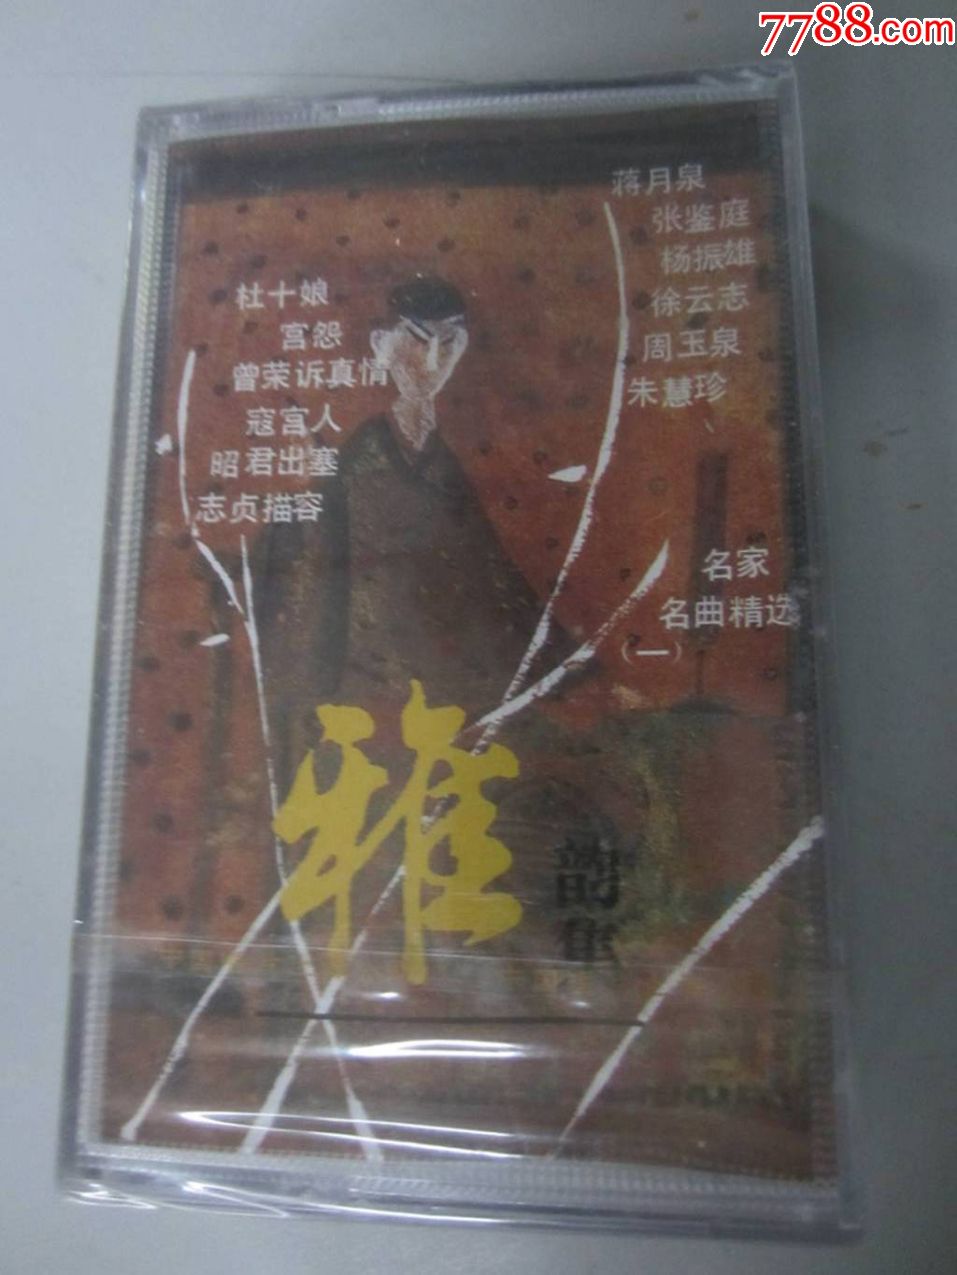 7788.com
蒋月泉
张鉴庭
杨振雄
徐云志
周玉泉
朱慧珍
杜十娘
宫怨
曾荣诉真情
寇宫人
昭君出塞
志贞描容
名家
名曲精选
(一)
雅
韵集